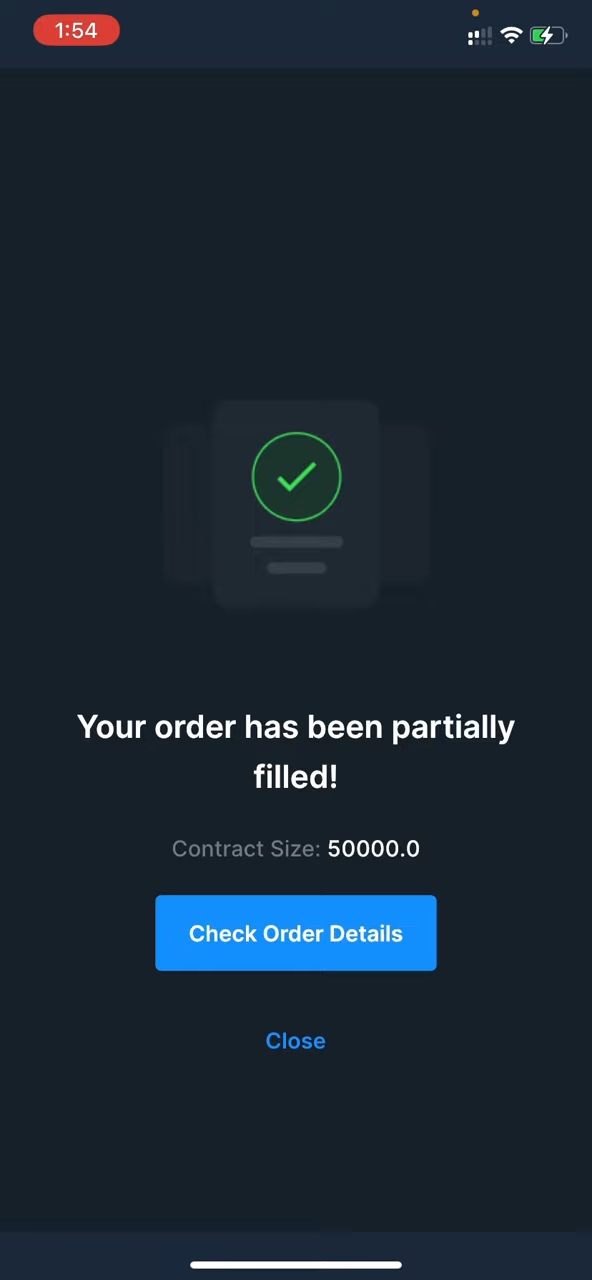 1:54
Your order has been partially
filled!
Contract Size: 50000.0
Check Order Details
Close